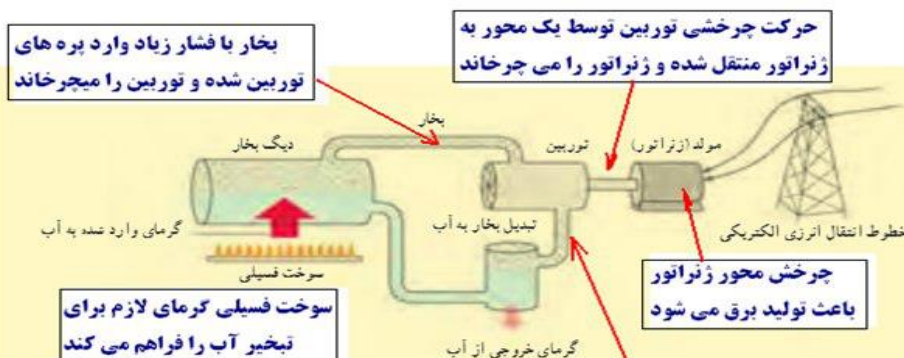 بخار با فشار زیاد وارد پره های
توربین شده و توربین را میچرخاند
حرکت چرخشی توربین توسط یک محور به
ژنراتور منتقل شده و ژنراتور را می چرخاند
بخار
دیگ بخار
توربین
مولد (ژنراتور)
گرمای وارد شده به آب
تبدیل بخار به آب
خطوط انتقال انرژی الکتریکی
سوخت فسیلی
چرخش محور ژنراتور
باعث تولید برق می شود
سوخت فسیلی گرمای لازم برای
تبخیر آب را فراهم می کند
گرمای خروجی از آب